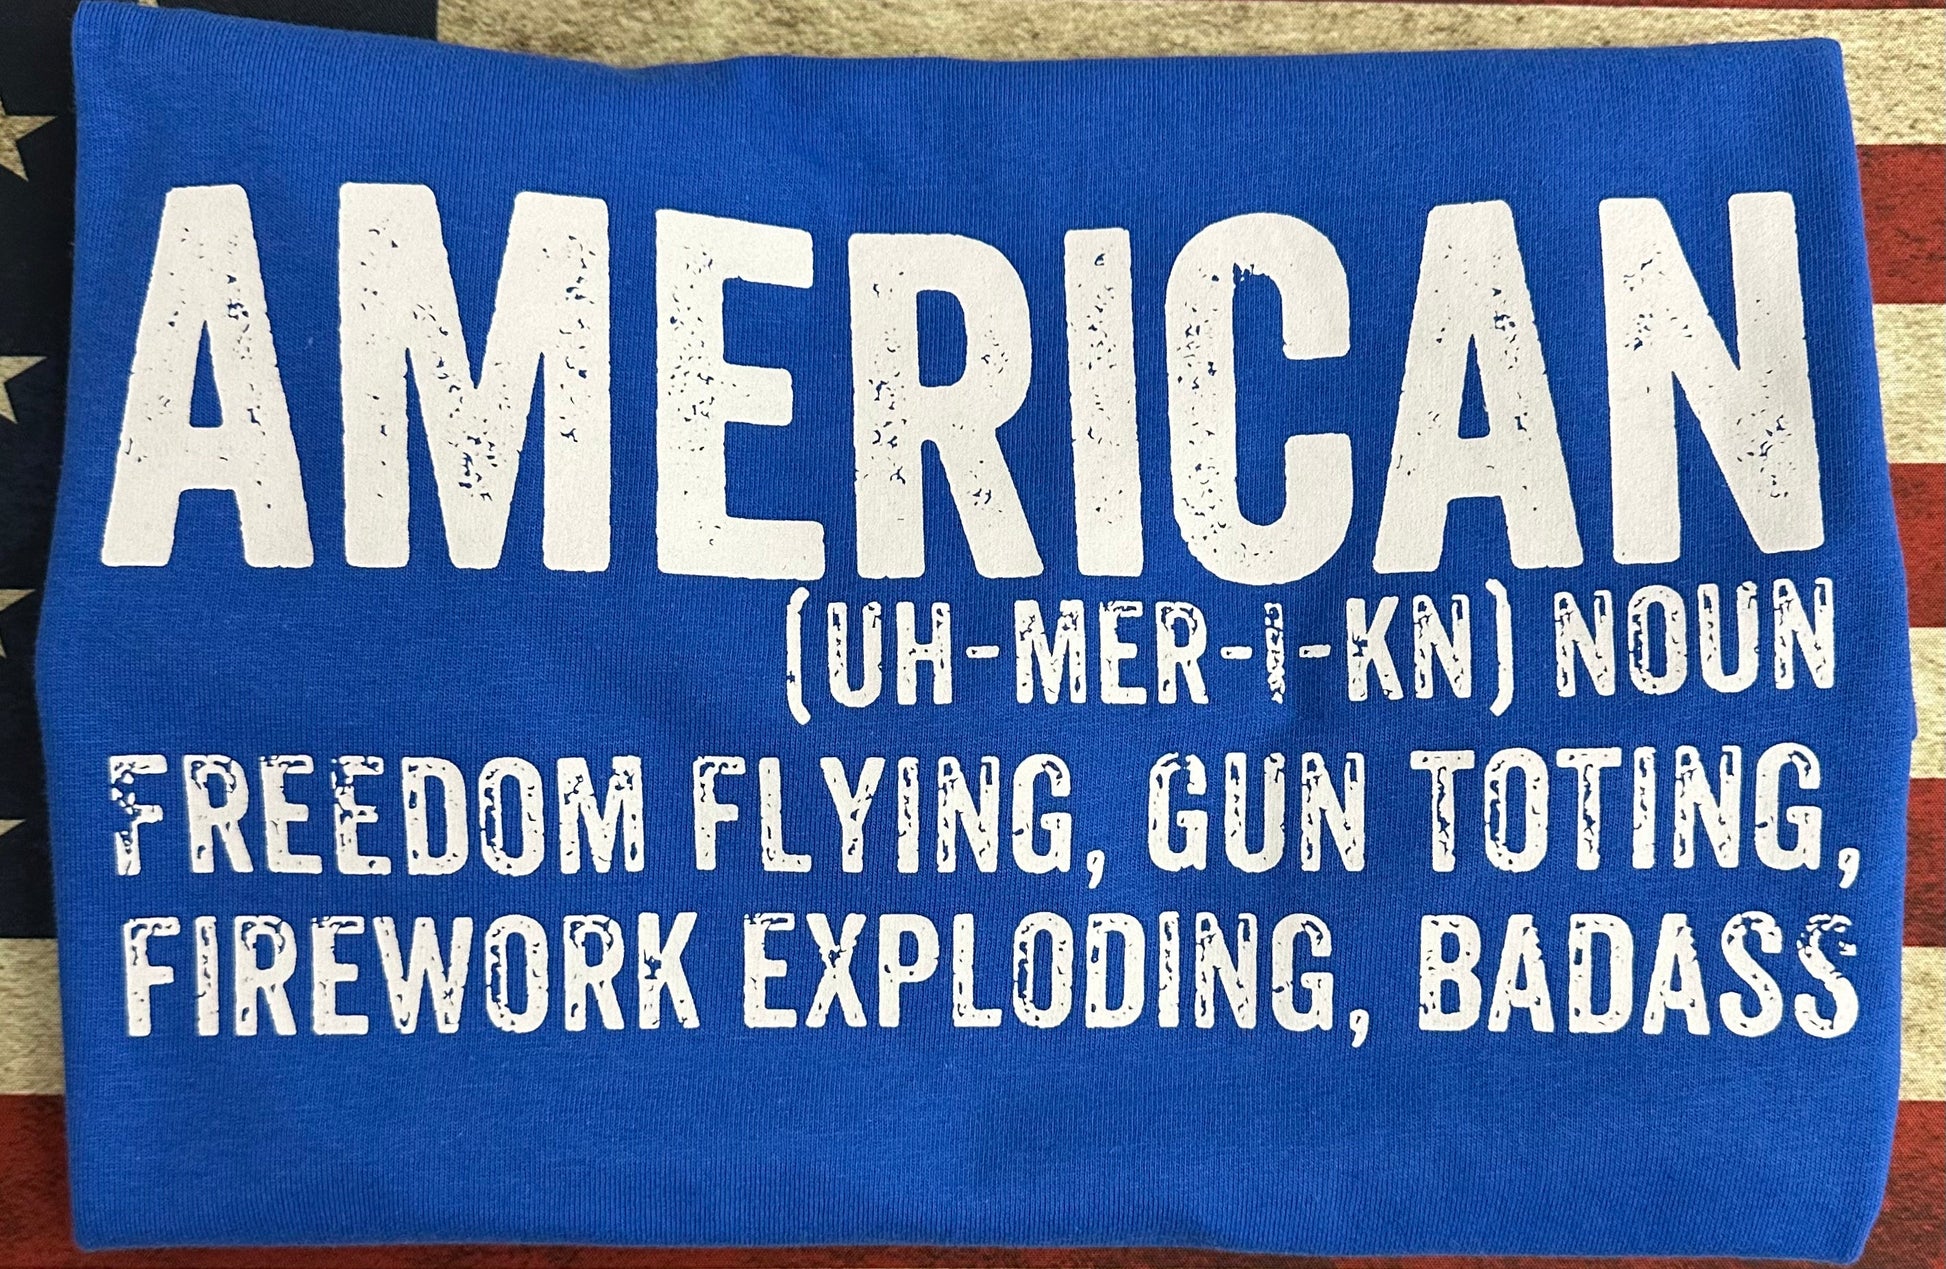 AMERICAN
(UH-MER-I-KN) NOUN
FREEDOM FLYING, GUN TOTING,
FIREWORK EXPLODING, BADASS